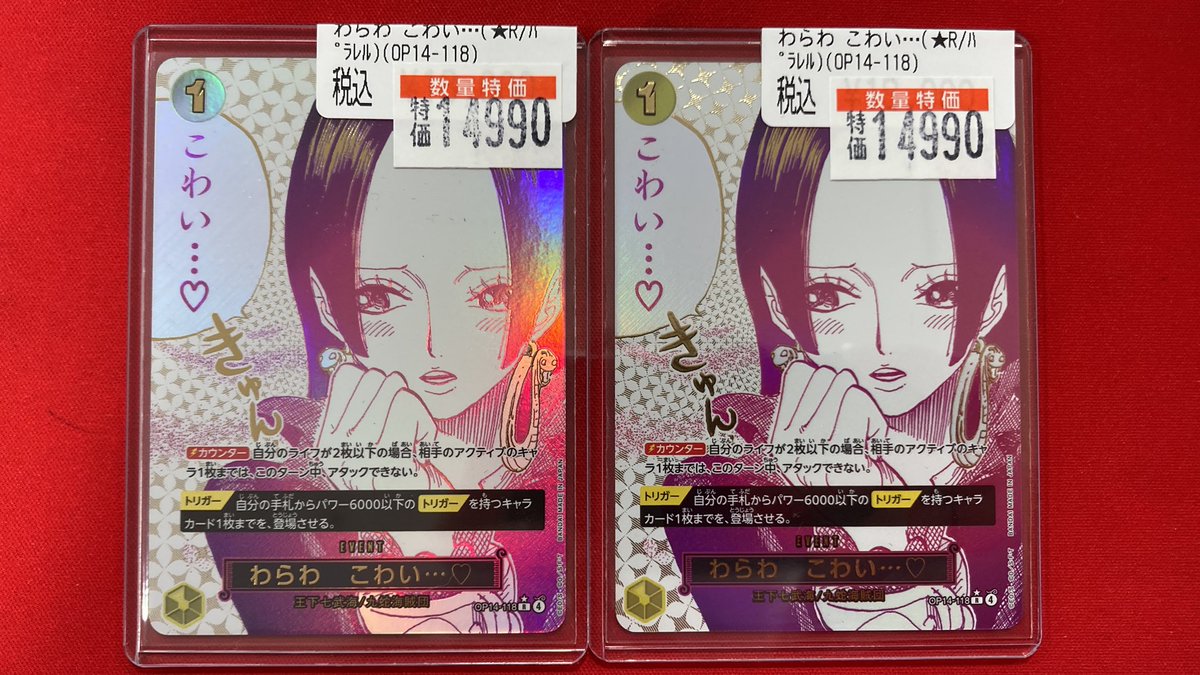 わらわ こわい…(★R/パ
ラレル)(OP14-118)
税込
数量特価
特価14990
1
こわい…♡
きゅん
カウンター 自分のライフが2枚以下の場合、相手のアクティブのキャ
ラ1枚までは、このターン中、アタックできない。
トリガー 自分の手札からパワー6000以下の トリガー を持つキャラ
カード1枚までを、登場させる。
EVENT
わらわ こわい…♡
王下七武海/九蛇海賊団
OP14-118 R 4
わらわ こわい…(★R/パ
ラレル)(OP14-118)
税込
数量特価
特価14990
1
こわい…♡
きゅん
カウンター 自分のライフが2枚以下の場合、相手のアクティブのキャ
ラ1枚までは、このターン中、アタックできない。
トリガー 自分の手札からパワー6000以下の トリガー を持つキャラ
カード1枚までを、登場させる。
EVENT
わらわ こわい…♡
王下七武海/九蛇海賊団
OP14-118 R 4
BANDAI MADE IN JAPAN